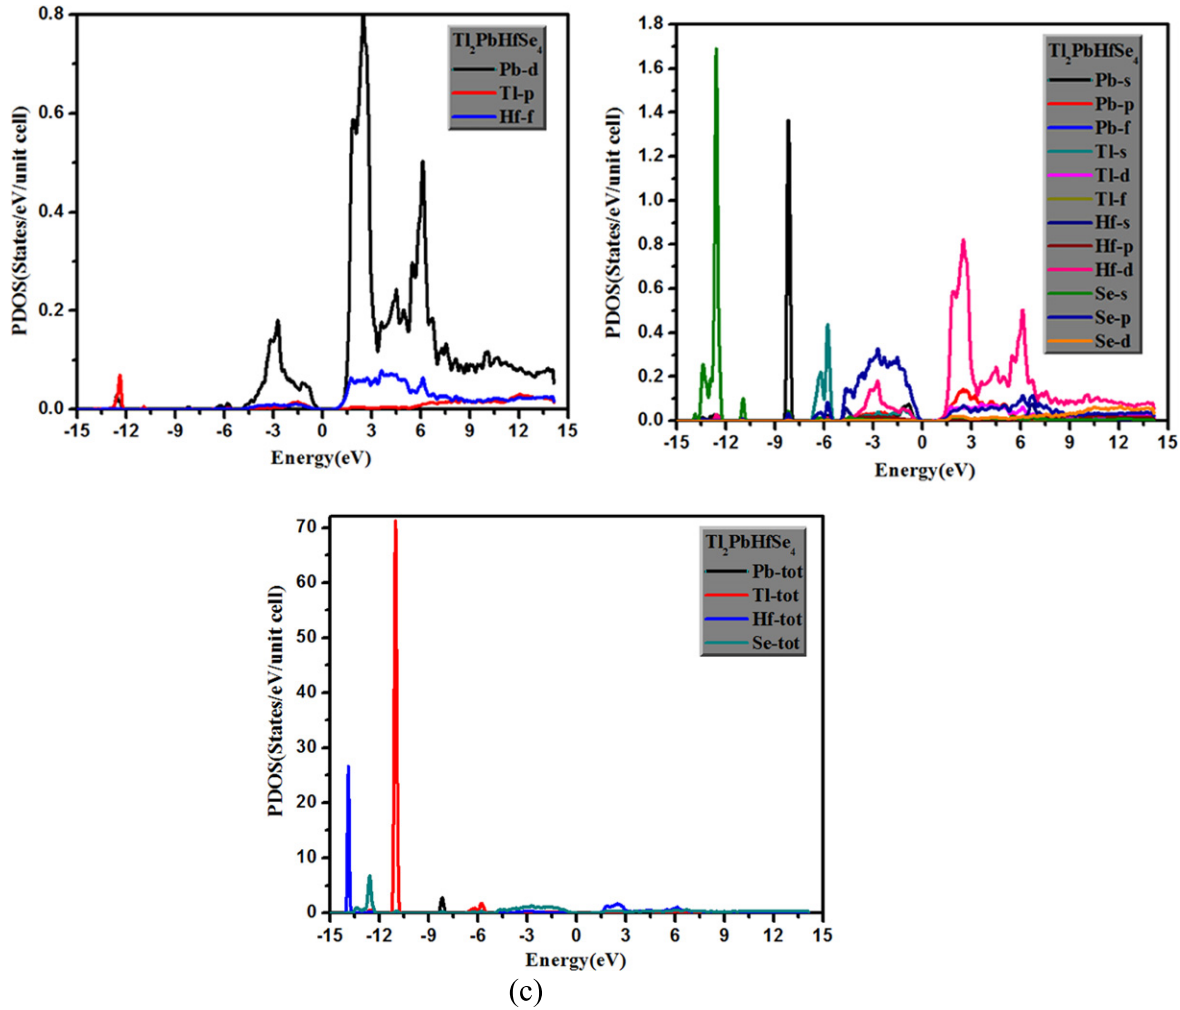 Tl2PbHfSe4
Pb-d
Tl-p
Hf-f
PDOS(States/eV/unit cell)
0.8
0.6
0.4
0.2
0.0
-15 -12 -9 -6 -3 0 3 6 9 12 15
Energy(eV)
Tl2PbHfSe4
Pb-s
Pb-p
Pb-f
Tl-s
Tl-d
Tl-f
Hf-s
Hf-p
Hf-d
Se-s
Se-p
Se-d
PDOS(States/eV/unit cell)
1.8
1.6
1.4
1.2
1.0
0.8
0.6
0.4
0.2
0.0
-15 -12 -9 -6 -3 0 3 6 9 12 15
Energy(eV)
Tl2PbHfSe4
Pb-tot
Tl-tot
Hf-tot
Se-tot
PDOS(States/eV/unit cell)
70
60
50
40
30
20
10
0
-15 -12 -9 -6 -3 0 3 6 9 12 15
Energy(eV)
(c)